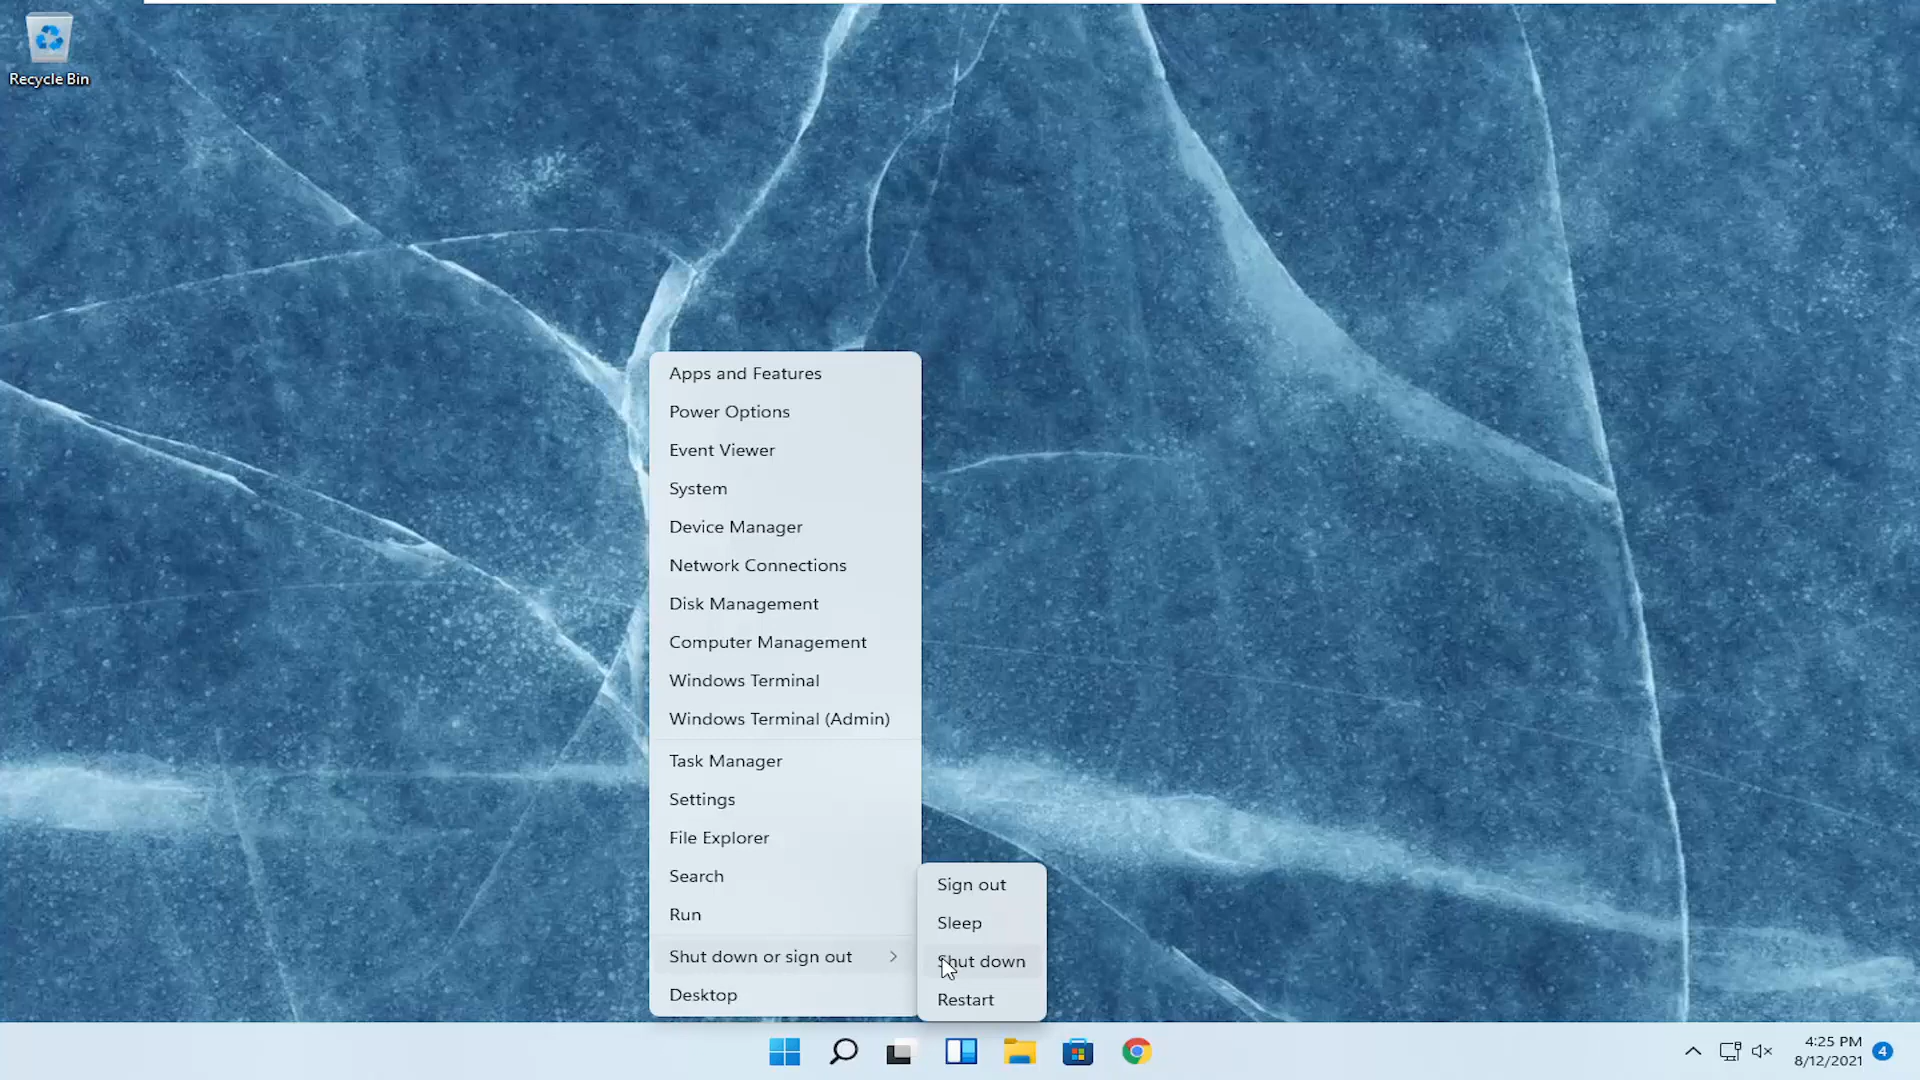 Recycle Bin
Apps and Features
Power Options
Event Viewer
System
Device Manager
Network Connections
Disk Management
Computer Management
Windows Terminal
Windows Terminal (Admin)
Task Manager
Settings
File Explorer
Search
Run
Shut down or sign out
Desktop
Sign out
Sleep
Shut down
Restart
4:25 PM
8/12/2021
4